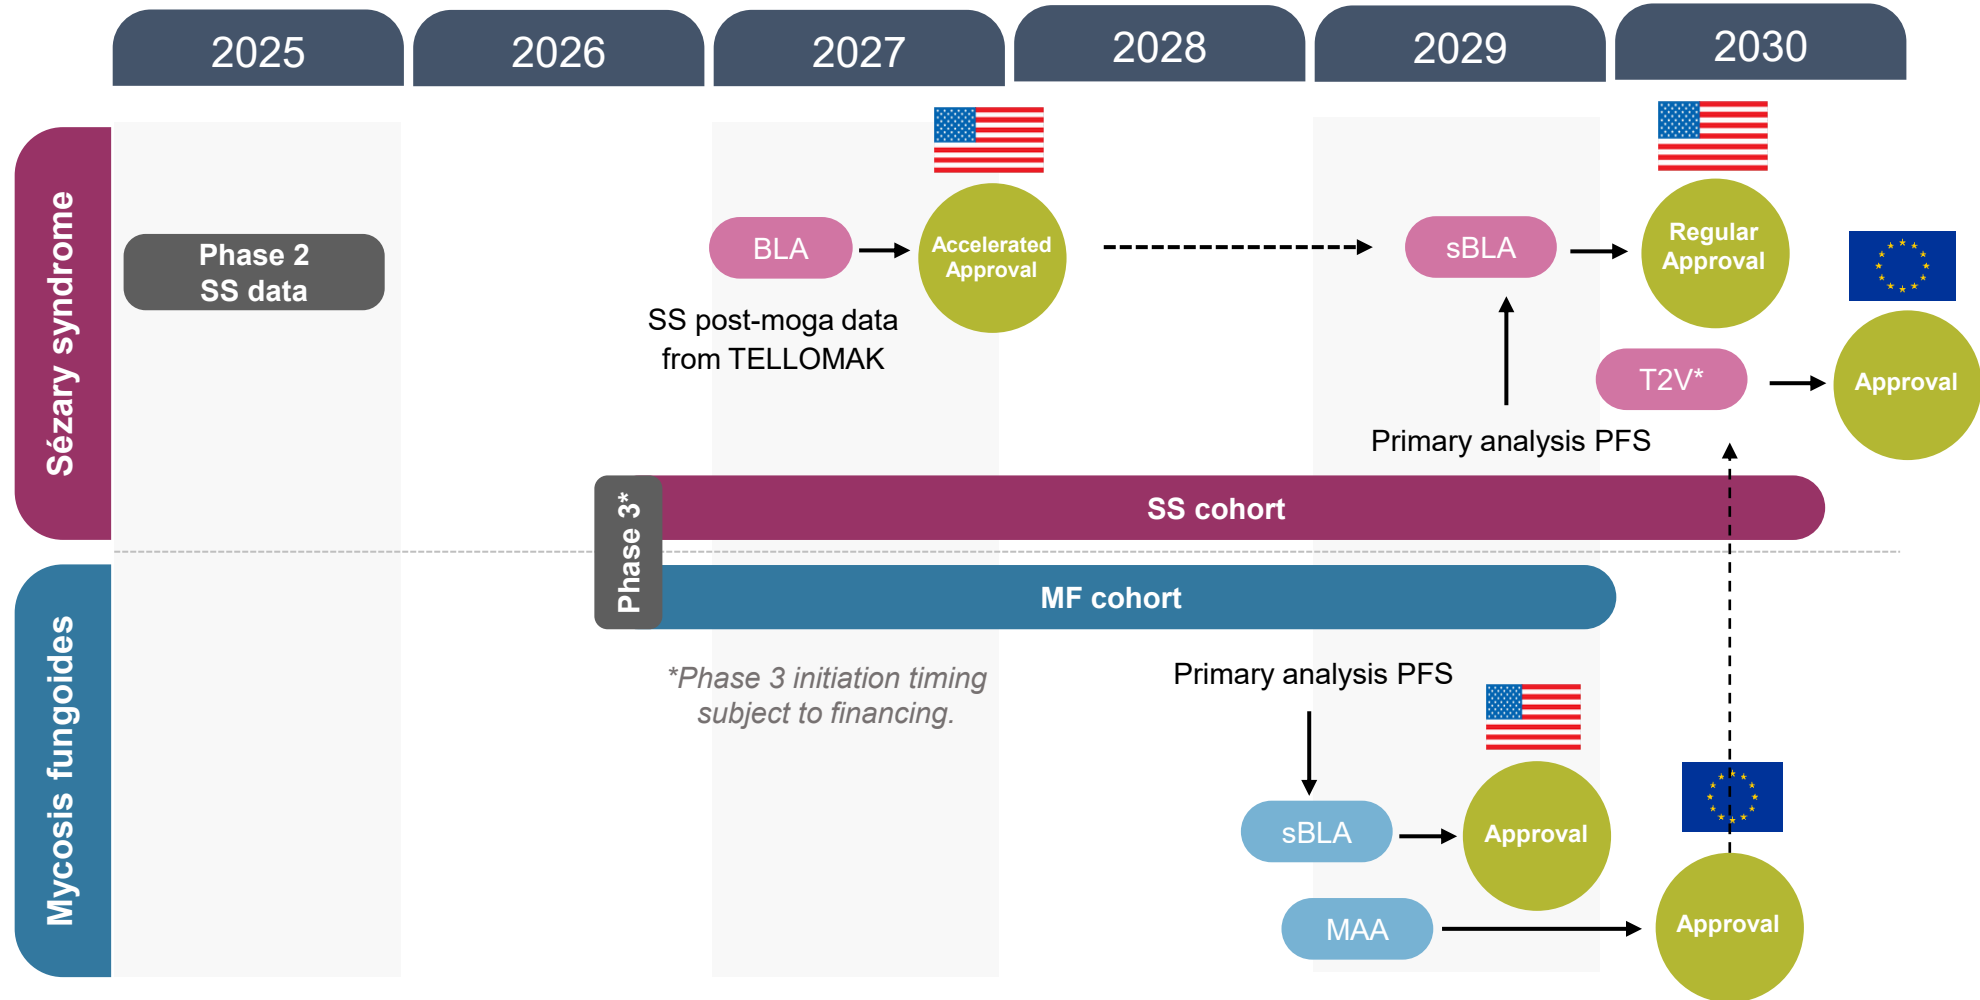 2025
2026
2027
2028
2029
2030
Sézary syndrome
Phase 2
SS data
BLA
Accelerated
Approval
SS post-moga data
from TELLOMAK
sBLA
Regular
Approval
T2V*
Approval
Primary analysis PFS
Phase 3*
SS cohort
Mycosis fungoides
MF cohort
*Phase 3 initiation timing
subject to financing.
Primary analysis PFS
sBLA
Approval
MAA
Approval